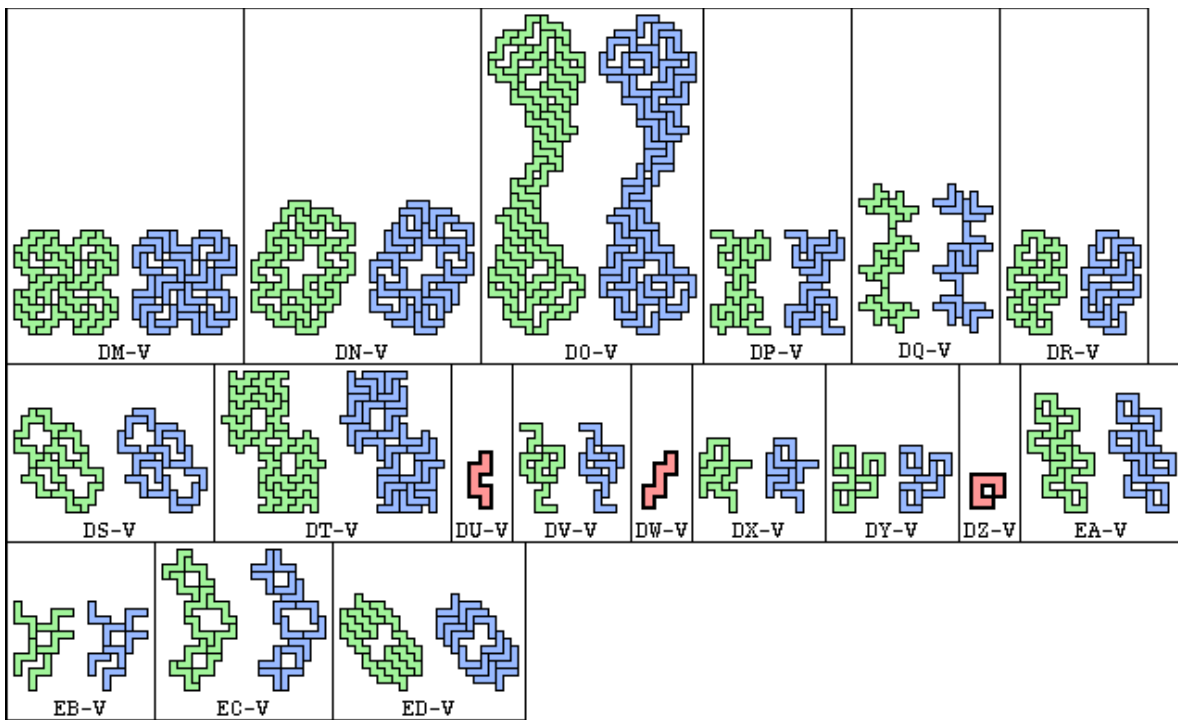 DM-V DN-V DO-V DP-V DQ-V DR-V
DS-V DT-V DU-V DV-V DW-V DX-V DY-V DZ-V EA-V
EB-V EC-V ED-V